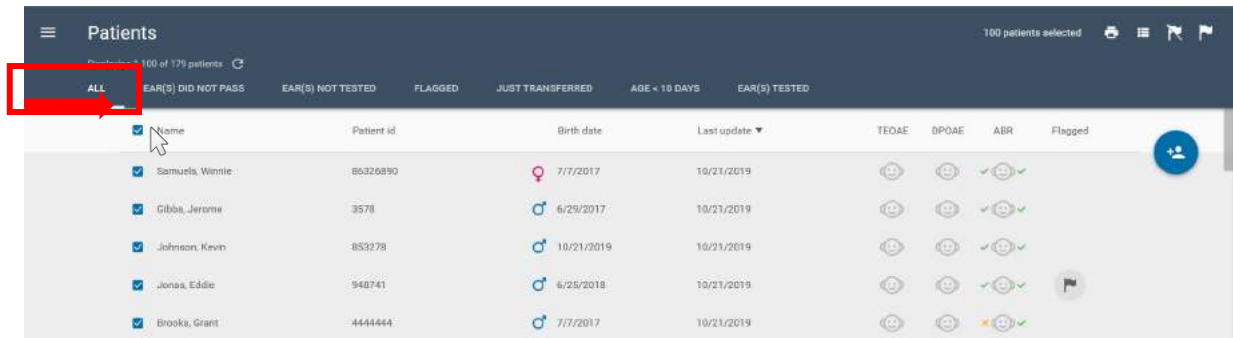 Patients
100 patients selected
100 of 179 patients
ALL EAR(S) DID NOT PASS EAR(S) NOT TESTED FLAGGED JUST TRANSFERRED AGE < 10 DAYS EAR(S) TESTED
Name Patient id Birth date Last update ▼ TEOAE DPOAE ABR Flagged
Samuels, Winnie 86326890 7/7/2017 10/21/2019
Gibbs, Jerome 3578 6/29/2017 10/21/2019
Johnson, Kevin 853278 10/21/2019 10/21/2019
Jonas, Eddie 948741 6/25/2018 10/21/2019
Brooks, Grant 4444444 7/7/2017 10/21/2019